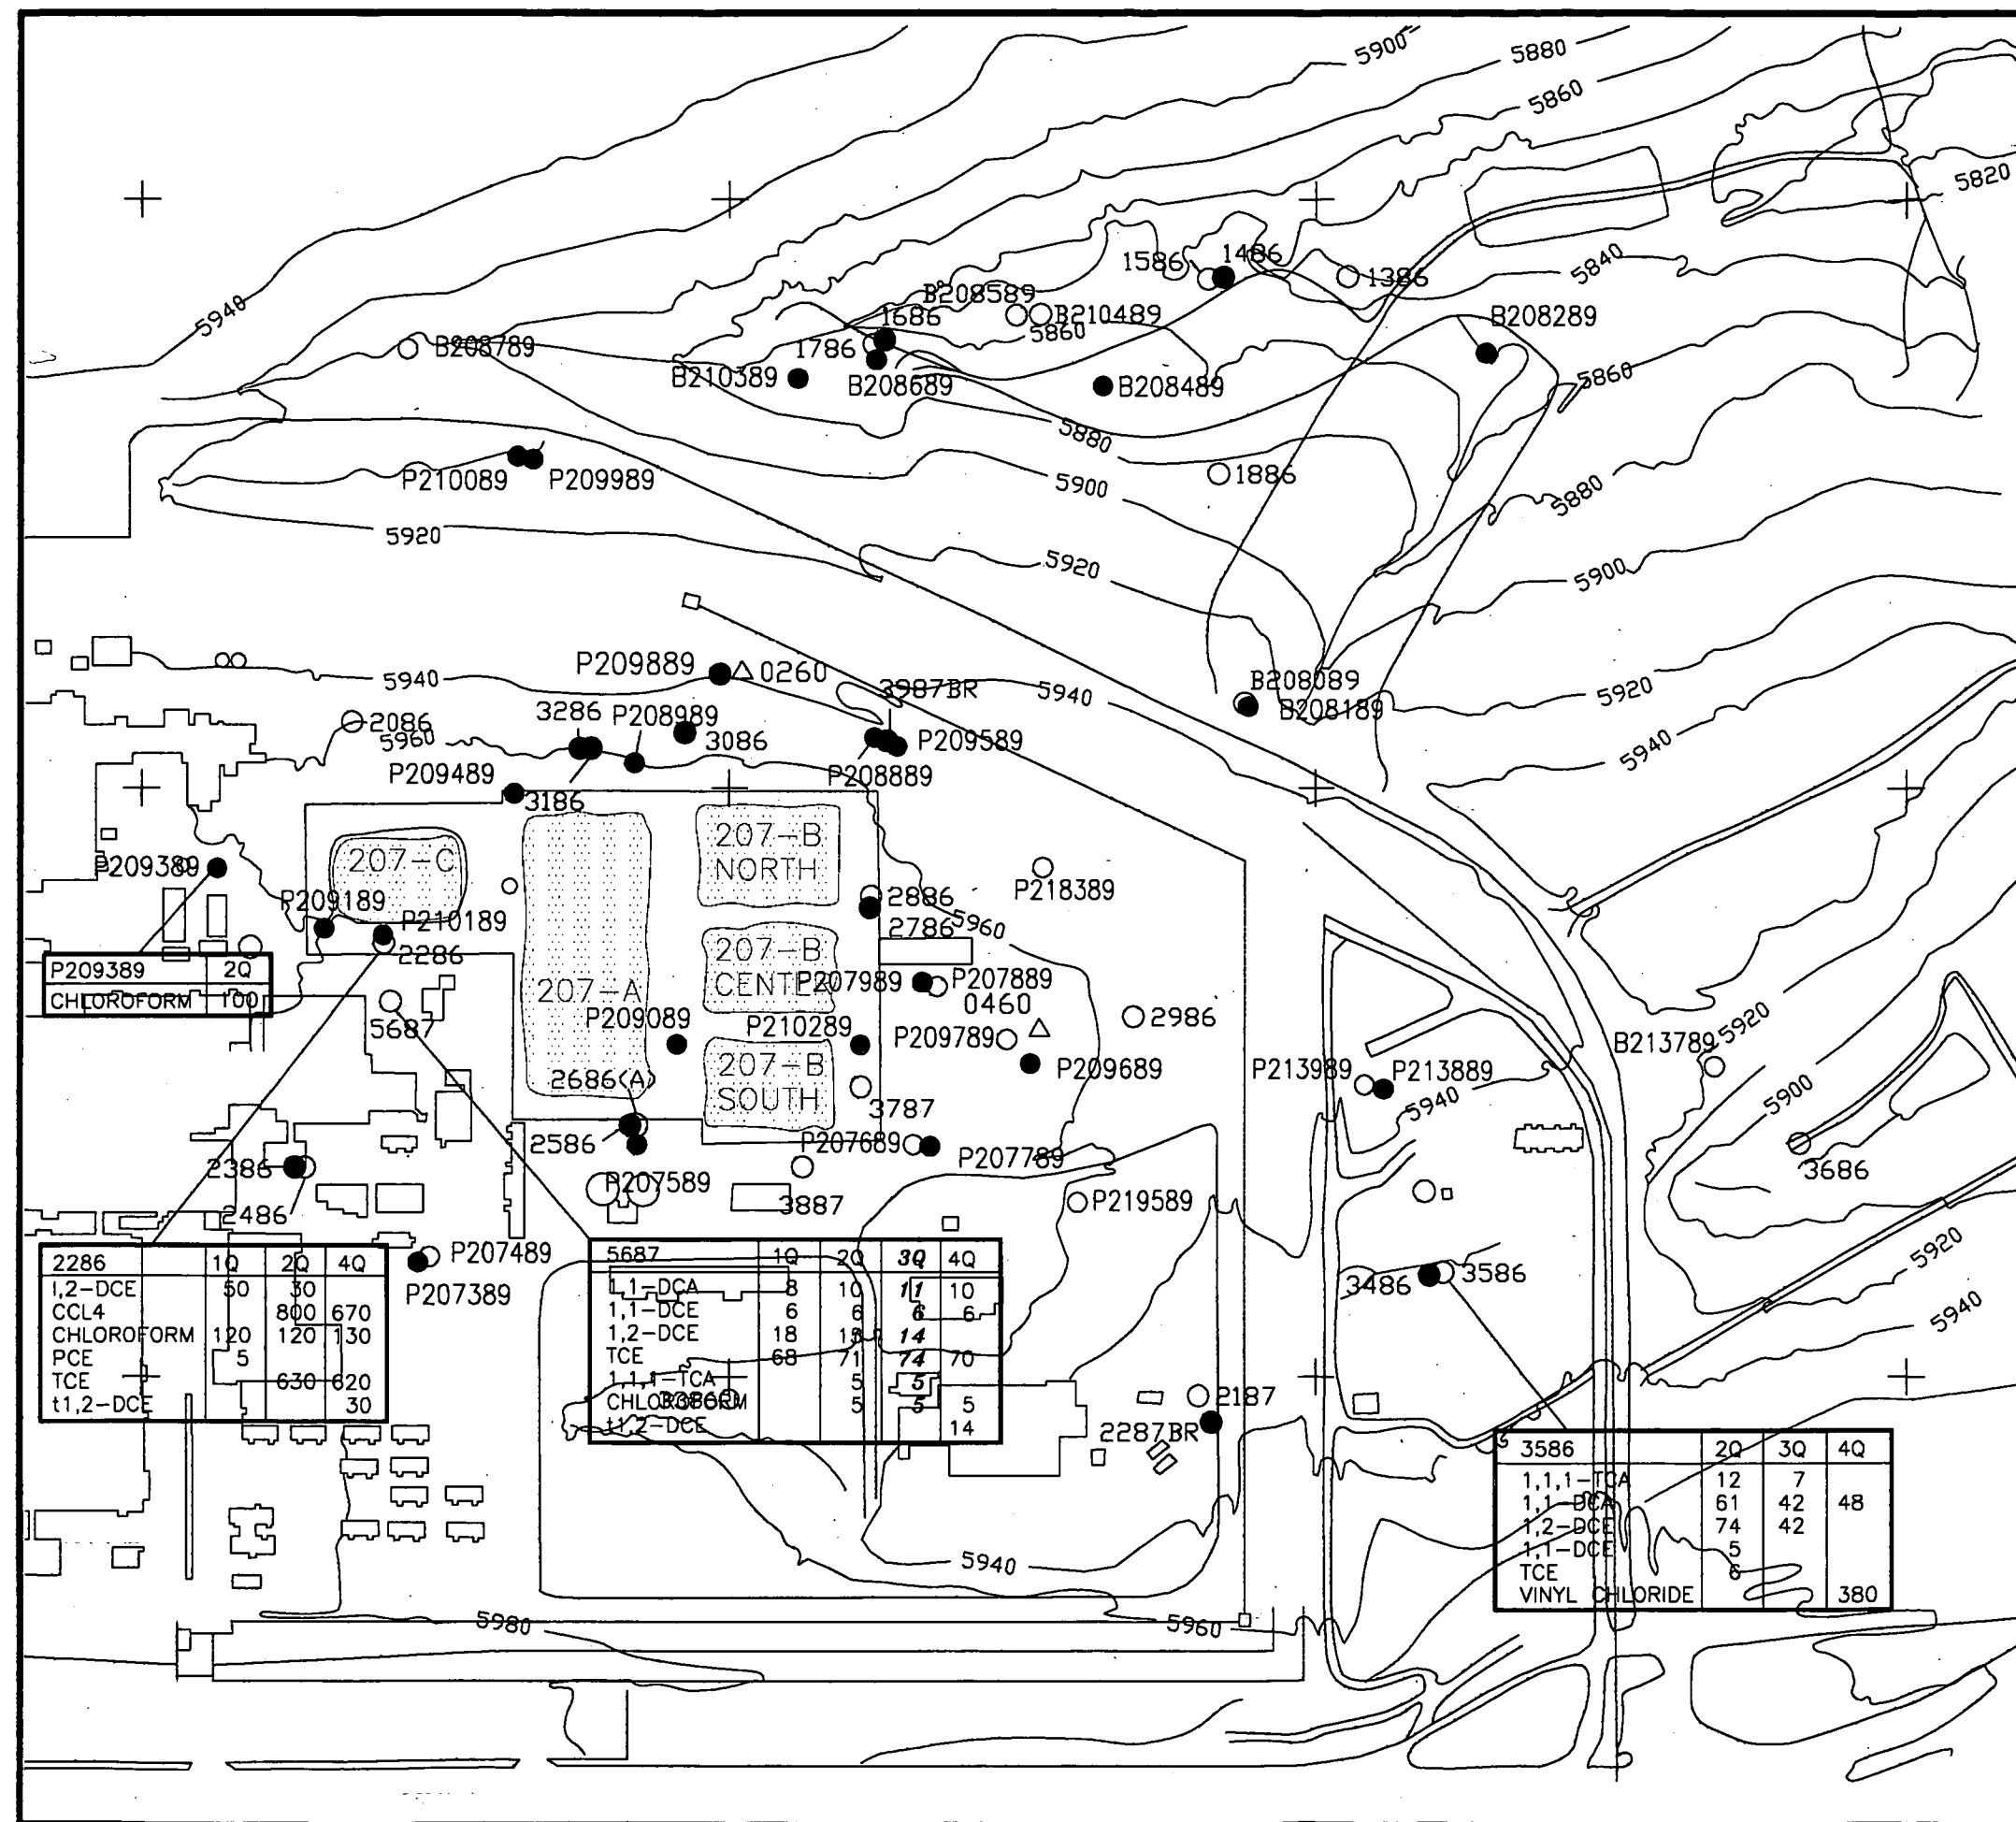 5900
5880
5860
5820
5940
1586
1486
1386
5840
B208589
B210489
B208289
1686
5860
1786
B208789
B210389
B208689
B208489
5860
5880
1886
P210089
P209989
5900
5880
5920
5920
5900
P209889
0260
5940
3987BR
5940
B208089
B208189
5920
2086
3286
P208989
3086
P209589
5960
P208889
5940
P209489
3186
207-C
207-B
NORTH
P209389
P218389
P209189
P210189
2886
2786
5960
2286
207-B
CENTER
P209389 2Q
CHLOROFORM 100
207-A
P207989
P207889
0460
2986
5687
P209089
P210289
P209789
B213789
5920
207-B
SOUTH
P209689
P213989
P213889
2686(A)
3787
5940
5900
2586
P207689
P207789
2386
P207589
3686
2486
3887
P219589
P207489
P207389
3486
3586
5920
5940
2286 1Q 2Q 4Q
1,2-DCE 50 30
CCL4 800 670
CHLOROFORM 120 120 130
PCE 5
TCE 630 620
t1,2-DCE 30
5687 1Q 2Q 3Q 4Q
1,1-DCA 8 10 11 10
1,1-DCE 6 6 6 6
1,2-DCE 18 15 14
TCE 68 71 74 70
1,1,1-TCA 5 5
CHLOROFORM 5 5 5
t1,2-DCE 14
3386
2187
2287BR
3586 2Q 3Q 4Q
1,1,1-TCA 12 7
1,1-DCA 61 42 48
1,2-DCE 74 42
1,1-DCE 5
TCE 6
VINYL CHLORIDE 380
5940
5980
5960